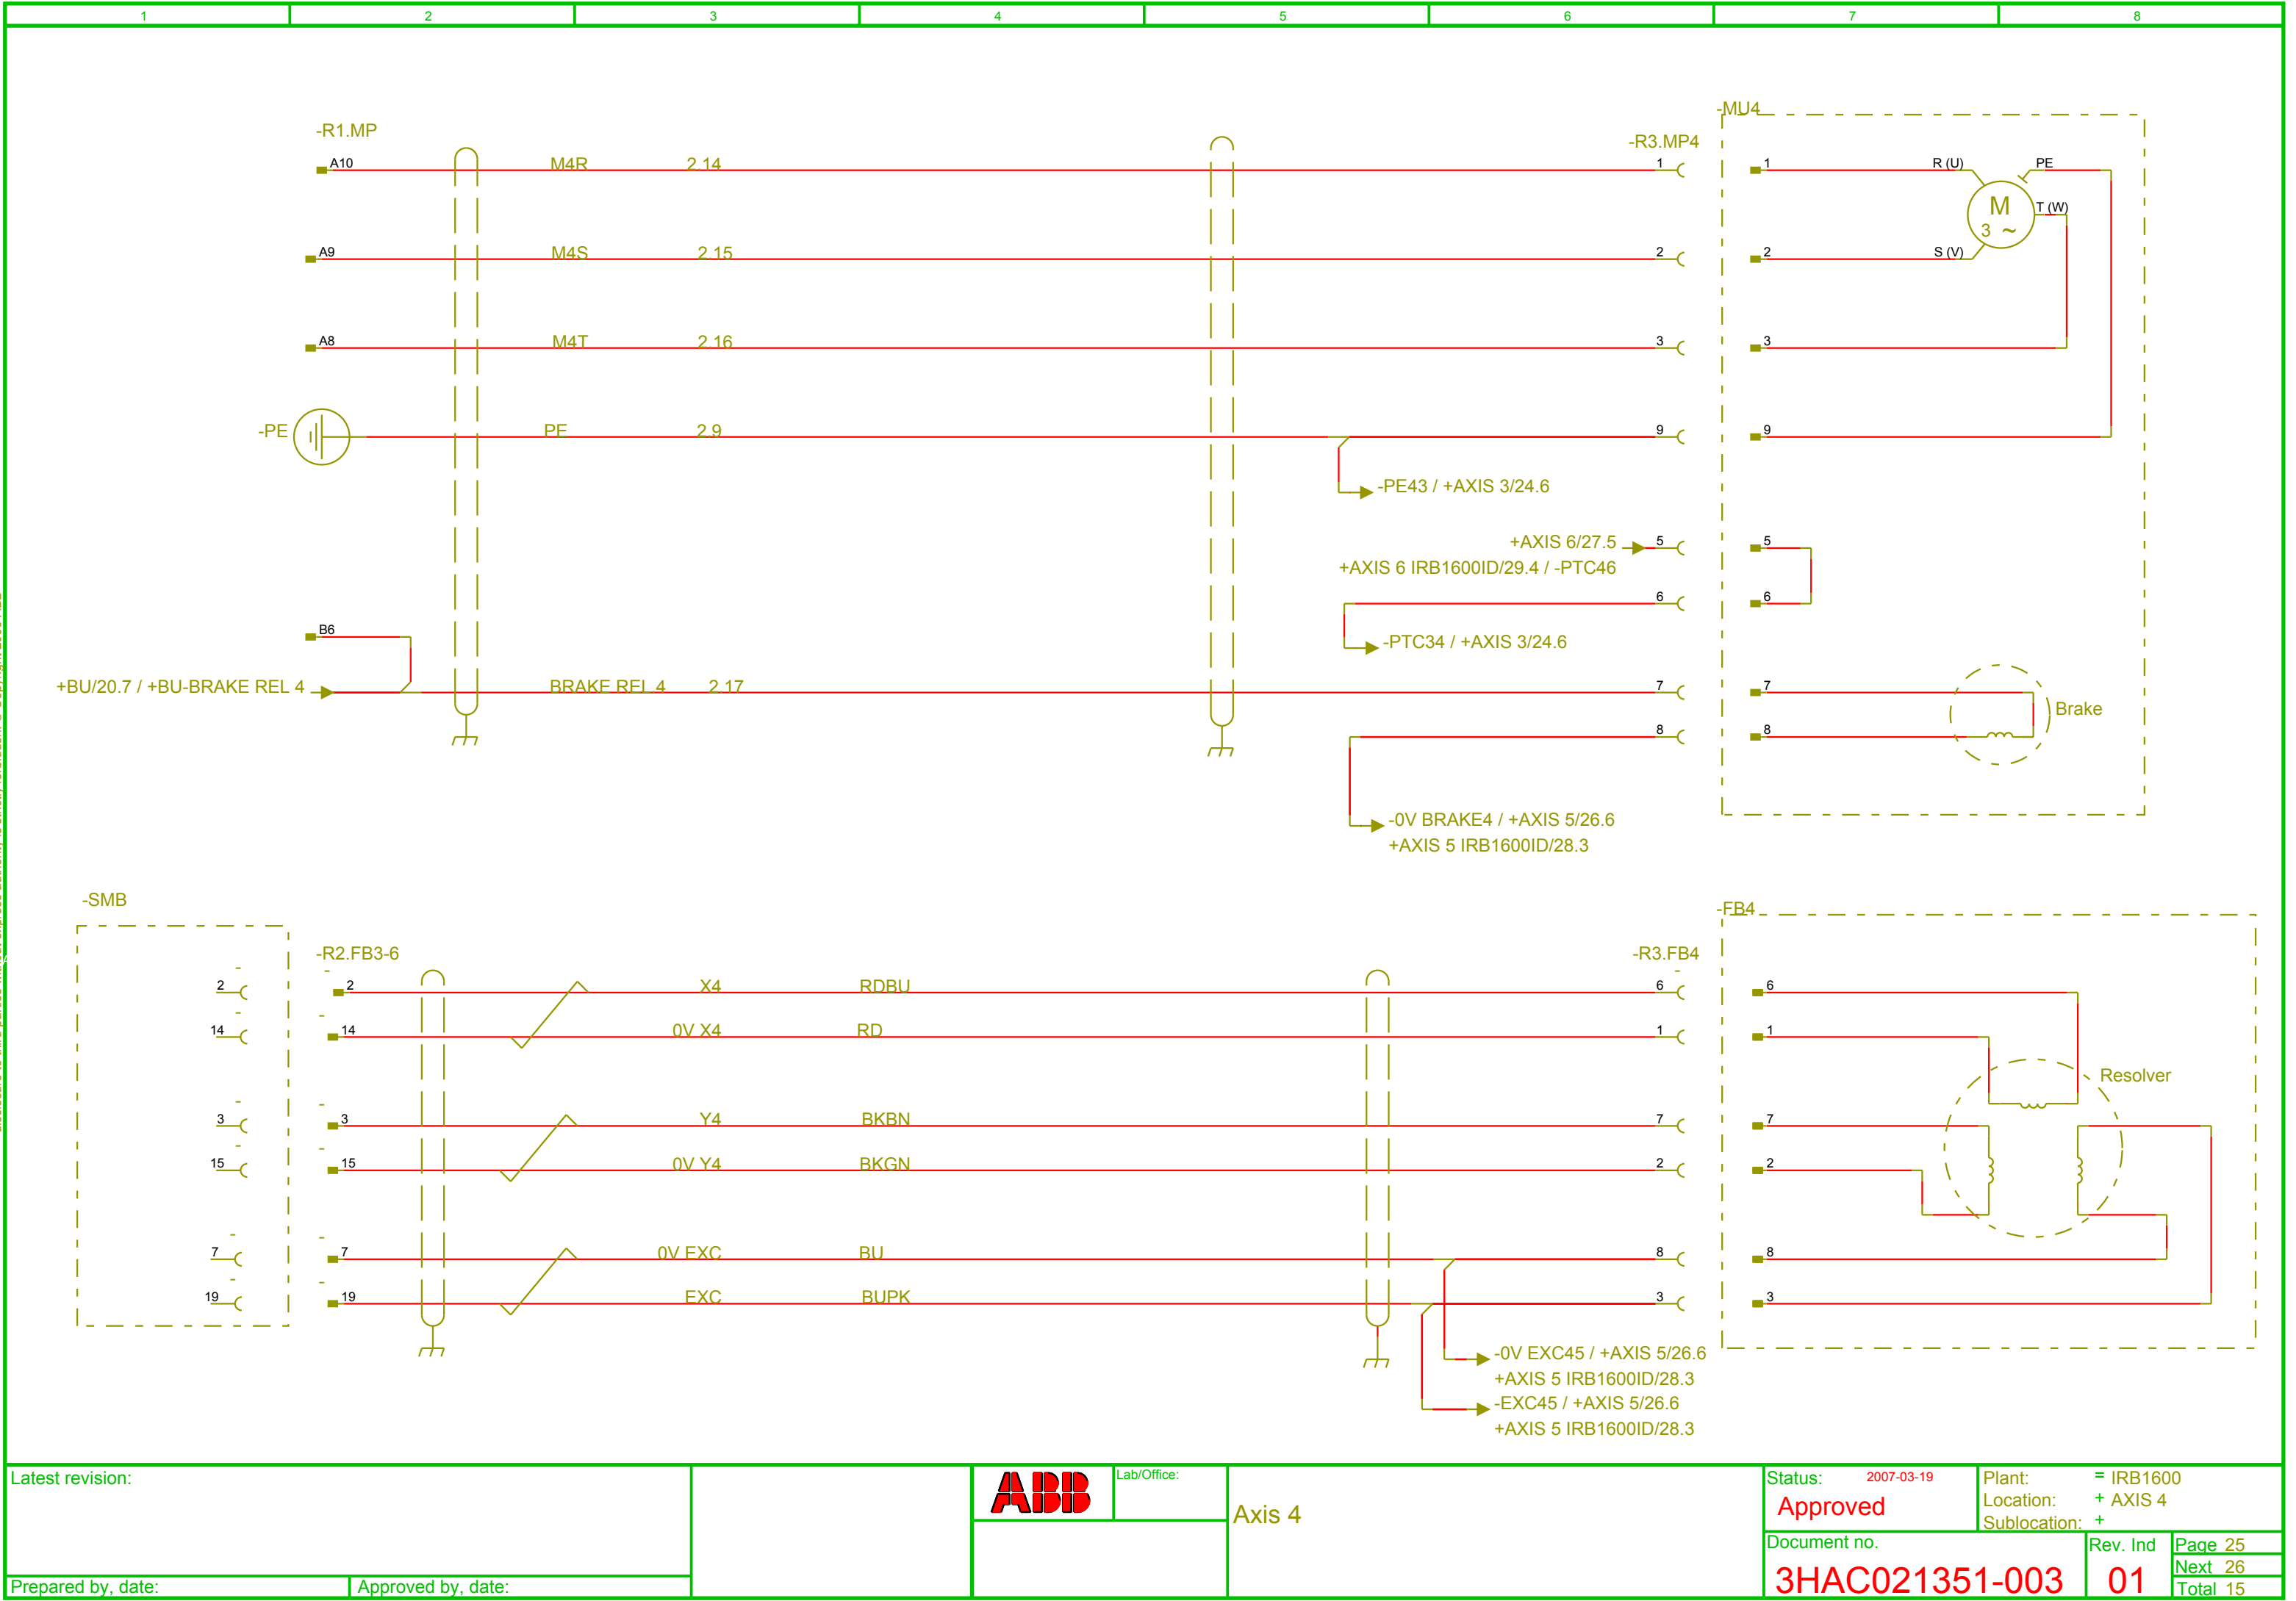 1 2 3 4 5 6 7 8
-R1.MP
-R3.MP4
-MU4
A10 M4R 2.14 1 1 R (U) PE
M
3 ~
T (W)
A9 M4S 2.15 2 2 S (V)
A8 M4T 2.16 3 3
-PE PE 2.9 9 9
-PE43 / +AXIS 3/24.6
+AXIS 6/27.5 5 5
+AXIS 6 IRB1600ID/29.4 / -PTC46
6 6
-PTC34 / +AXIS 3/24.6
B6
+BU/20.7 / +BU-BRAKE REL 4 BRAKE REL 4 2.17 7 7
Brake
8 8
-0V BRAKE4 / +AXIS 5/26.6
+AXIS 5 IRB1600ID/28.3
-SMB
-R2.FB3-6
-R3.FB4
-FB4
2 2 X4 RDBU 6 6
14 14 0V X4 RD 1 1
Resolver
3 3 Y4 BKBN 7 7
15 15 0V Y4 BKGN 2 2
7 7 0V EXC BU 8 8
19 19 EXC BUPK 3 3
-0V EXC45 / +AXIS 5/26.6
+AXIS 5 IRB1600ID/28.3
-EXC45 / +AXIS 5/26.6
+AXIS 5 IRB1600ID/28.3
Latest revision:
Prepared by, date:
Approved by, date:
ABB
Lab/Office:
Axis 4
Status: 2007-03-19
Approved
Plant: = IRB1600
Location: + AXIS 4
Sublocation: +
Document no.
3HAC021351-003
Rev. Ind
01
Page 25
Next 26
Total 15